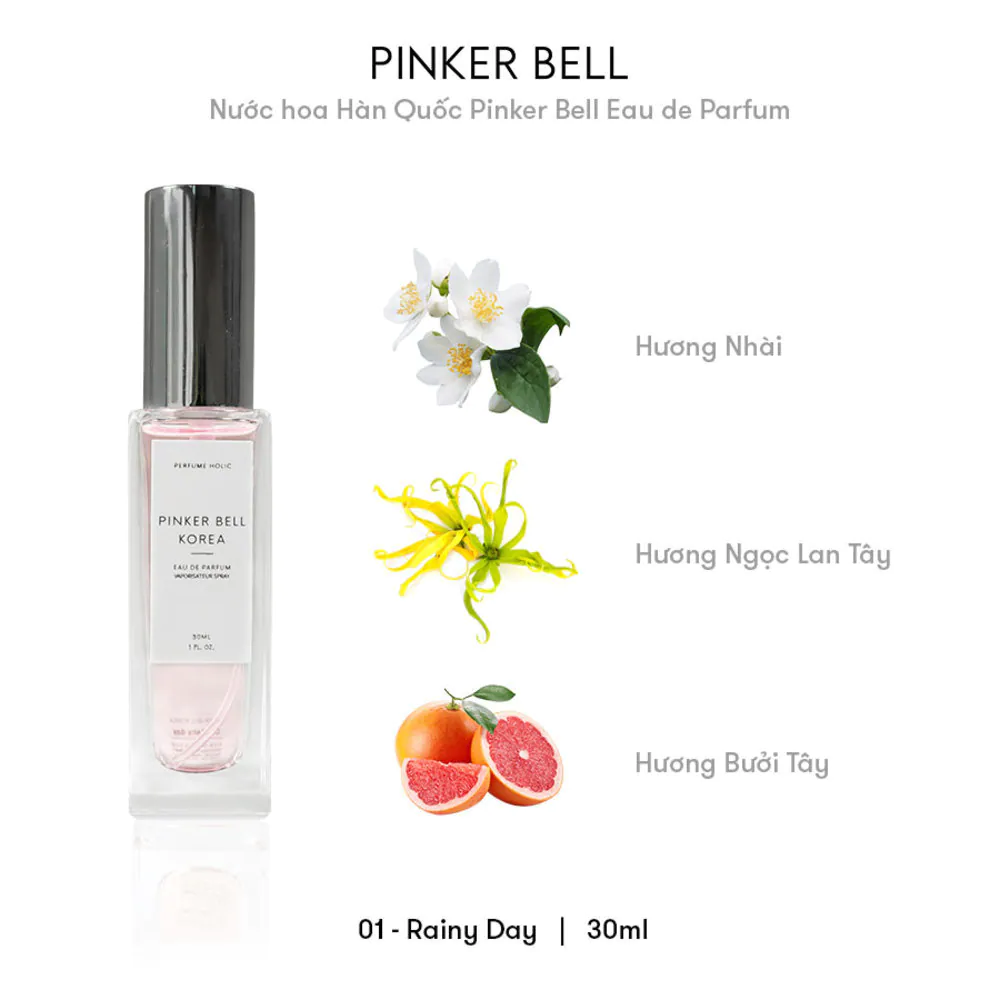 PINKER BELL
Nước hoa Hàn Quốc Pinker Bell Eau de Parfum
PERFUME HOLIC
PINKER BELL
KOREA
EAU DE PARFUM
VAPORISATEUR SPRAY
30ML
1 FL. OZ.
Hương Nhài
Hương Ngọc Lan Tây
Hương Bưởi Tây
01 - Rainy Day | 30ml